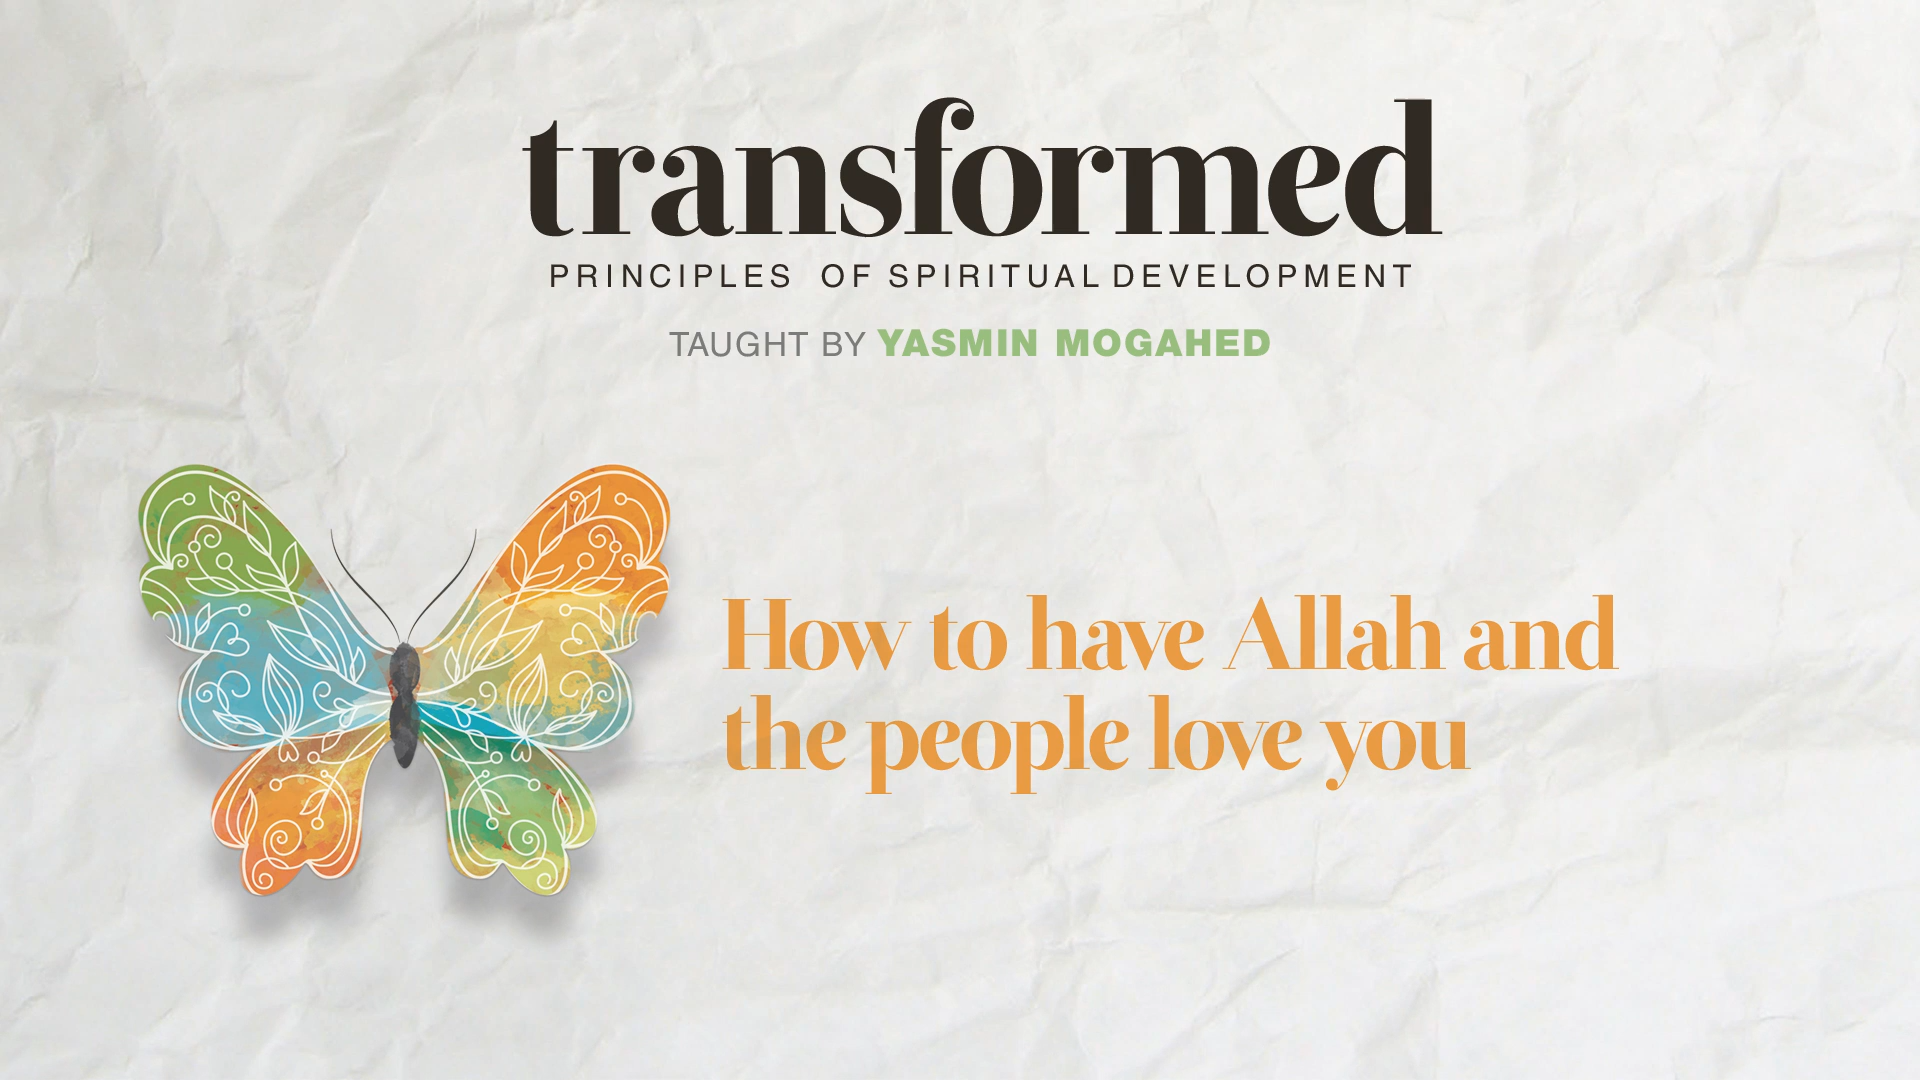 transformed
PRINCIPLES OF SPIRITUAL DEVELOPMENT
TAUGHT BY YASMIN MOGAHED
How to have Allah and
the people love you